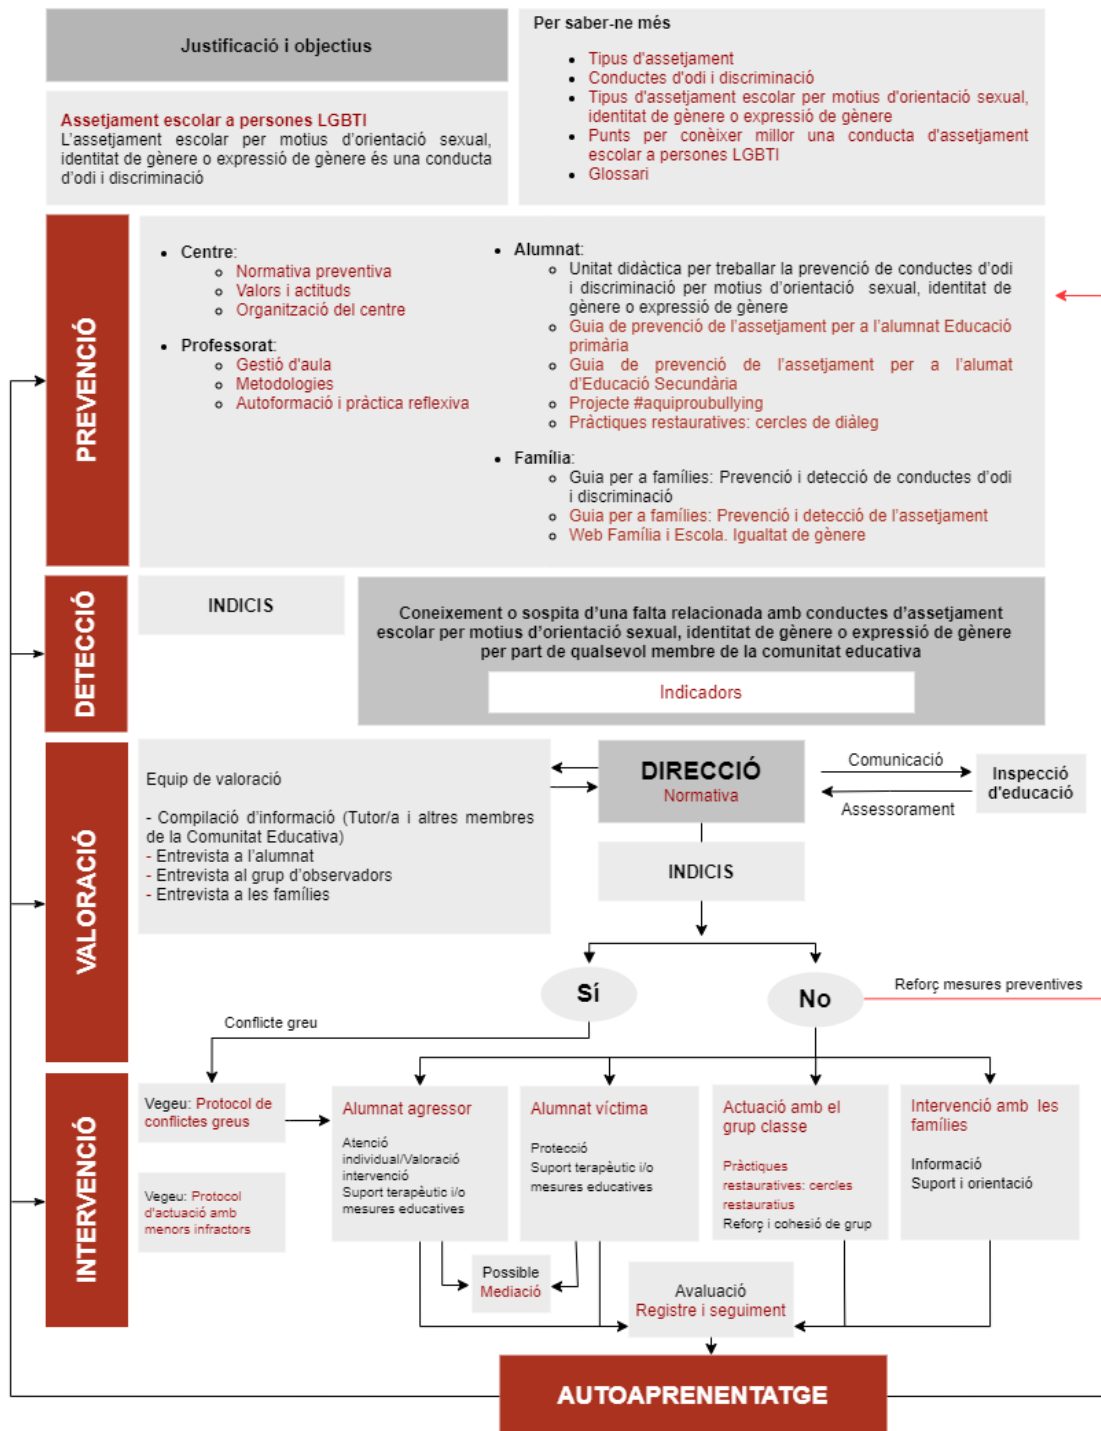 Justificació i objectius
Assetjament escolar a persones LGBTI
L'assetjament escolar per motius d'orientació sexual,
identitat de gènere o expressió de gènere és una conducta
d'odi i discriminació
Per saber-ne més
Tipus d'assetjament
Conductes d'odi i discriminació
Tipus d'assetjament escolar per motius d'orientació sexual,
identitat de gènere o expressió de gènere
Punts per conèixer millor una conducta d'assetjament
escolar a persones LGBTI
Glossari
PREVENCIÓ
Centre:
Normativa preventiva
Valors i actituds
Organització del centre
Professorat:
Gestió d'aula
Metodologies
Autoformació i pràctica reflexiva
Alumnat:
Unitat didàctica per treballar la prevenció de conductes d'odi
i discriminació per motius d'orientació sexual, identitat de
gènere o expressió de gènere
Guia de prevenció de l'assetjament per a l'alumnat Educació
primària
Guia de prevenció de l'assetjament per a l'alumat
d'Educació Secundària
Projecte #aquiproubullying
Pràctiques restauratives: cercles de diàleg
Família:
Guia per a famílies: Prevenció i detecció de conductes d'odi
i discriminació
Guia per a famílies: Prevenció i detecció de l'assetjament
Web Família i Escola. Igualtat de gènere
DETECCIÓ
INDICIS
Coneixement o sospita d'una falta relacionada amb conductes d'assetjament
escolar per motius d'orientació sexual, identitat de gènere o expressió de gènere
per part de qualsevol membre de la comunitat educativa
Indicadors
VALORACIÓ
Equip de valoració
- Compilació d'informació (Tutor/a i altres membres
de la Comunitat Educativa)
- Entrevista a l'alumnat
- Entrevista al grup d'observadors
- Entrevista a les famílies
DIRECCIÓ
Normativa
Comunicació
Assessorament
Inspecció
d'educació
INDICIS
Sí
No
Reforç mesures preventives
Conflicte greu
INTERVENCIÓ
Vegeu: Protocol de
conflictes greus
Vegeu: Protocol
d'actuació amb
menors infractors
Alumnat agressor
Atenció
individual/Valoració
intervenció
Suport terapèutic i/o
mesures educatives
Alumnat víctima
Protecció
Suport terapèutic i/o
mesures educatives
Actuació amb el
grup classe
Pràctiques
restauratives: cercles
restauratius
Reforç i cohesió de grup
Intervenció amb les
famílies
Informació
Suport i orientació
Possible
Mediació
Avaluació
Registre i seguiment
AUTOAPRENENTATGE